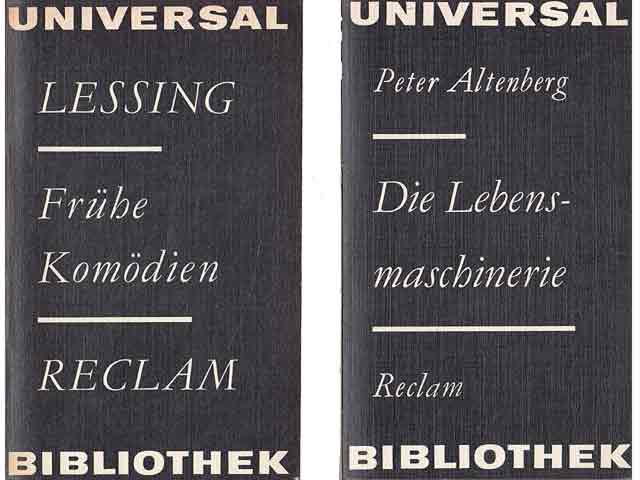 UNIVERSAL
LESSING
Frühe
Komödien
RECLAM
BIBLIOTHEK
UNIVERSAL
Peter Altenberg
Die Lebens-
maschinerie
Reclam
BIBLIOTHEK